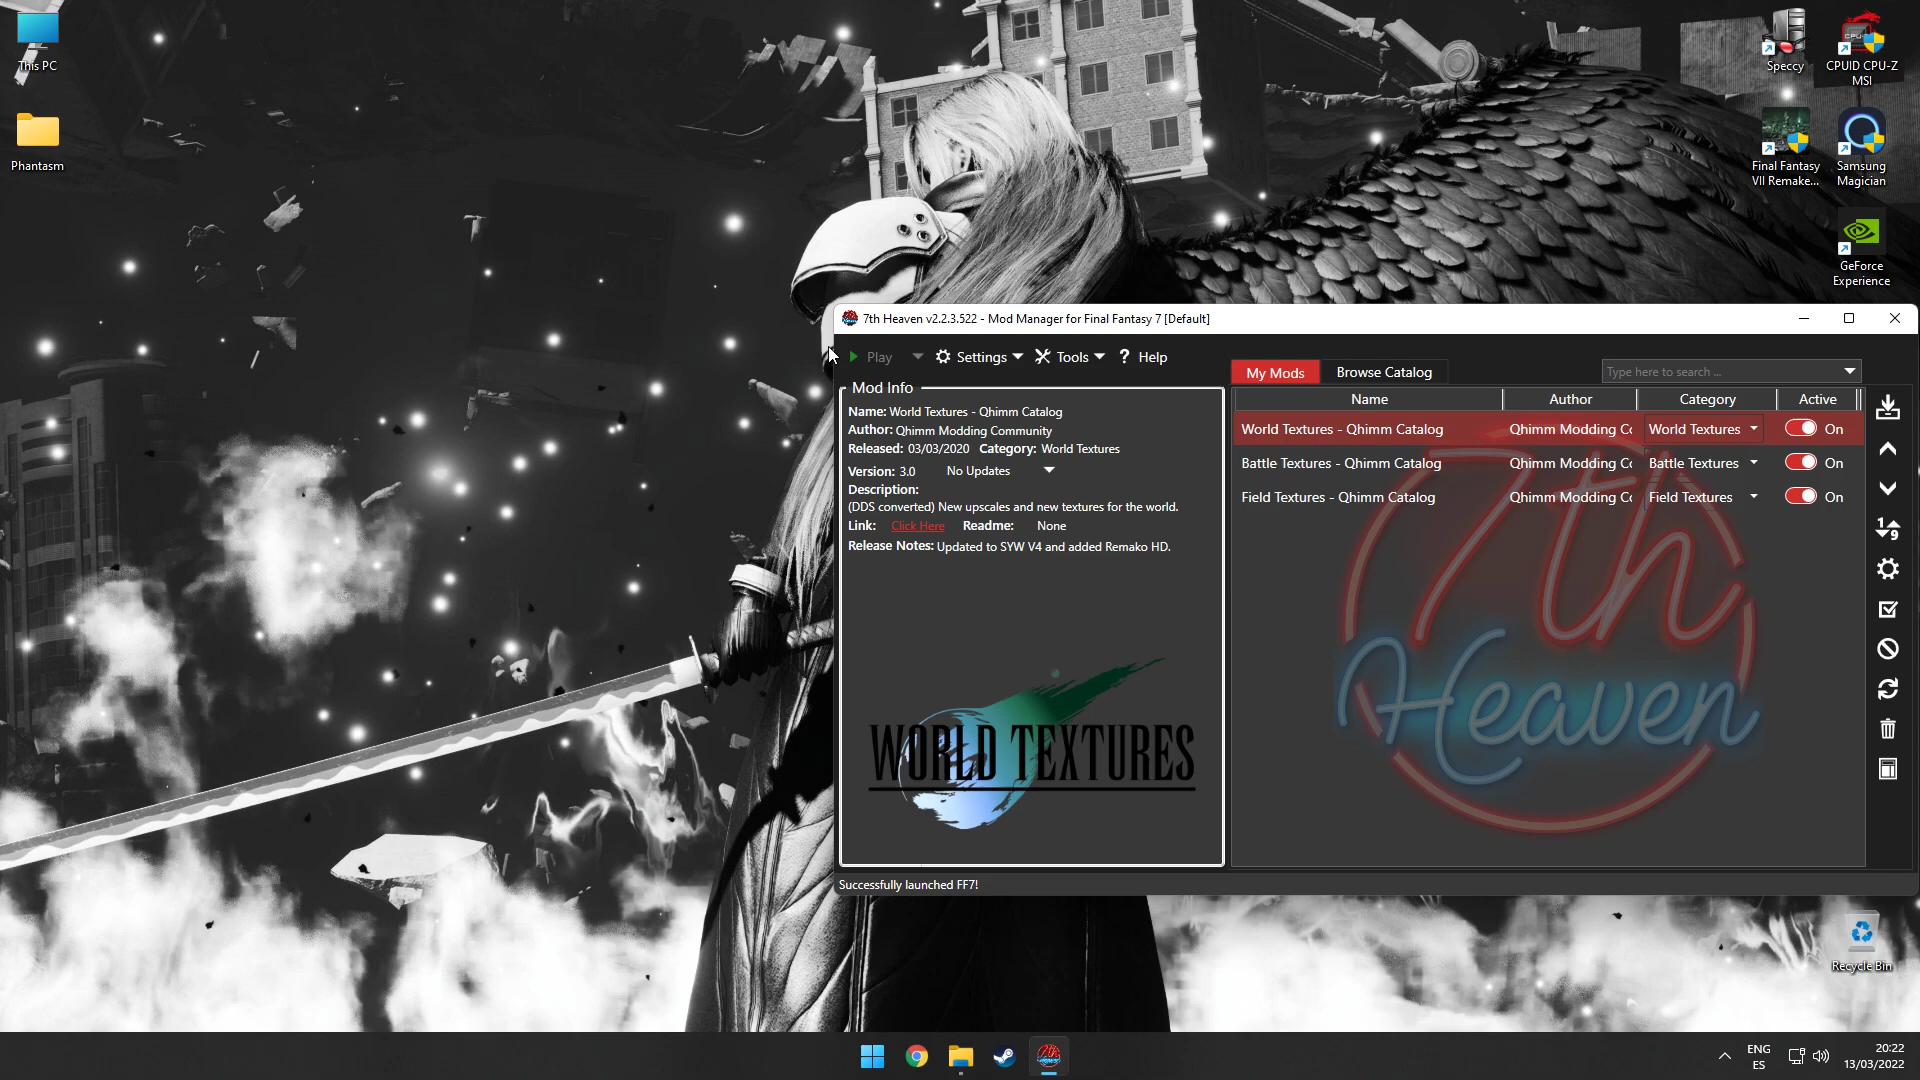 This PC
Phantasm
Speccy
CPUID CPU-Z
MSI
Final Fantasy
VII Remake...
Samsung
Magician
GeForce
Experience
7th Heaven v2.2.3.522 - Mod Manager for Final Fantasy 7 [Default]
Play
Settings
Tools
? Help
My Mods
Browse Catalog
Type here to search ...
Mod Info
Name: World Textures - Qhimm Catalog
Author: Qhimm Modding Community
Released: 03/03/2020 Category: World Textures
Version: 3.0 No Updates
Description:
(DDS converted) New upscales and new textures for the world.
Link: Click Here Readme: None
Release Notes: Updated to SYW V4 and added Remako HD.
WORLD TEXTURES
Name Author Category Active
World Textures - Qhimm Catalog Qhimm Modding Cc World Textures On
Battle Textures - Qhimm Catalog Qhimm Modding Cc Battle Textures On
Field Textures - Qhimm Catalog Qhimm Modding Cc Field Textures On
7th
Heaven
Successfully launched FF7!
Recycle Bin
ENG
ES
20:22
13/03/2022